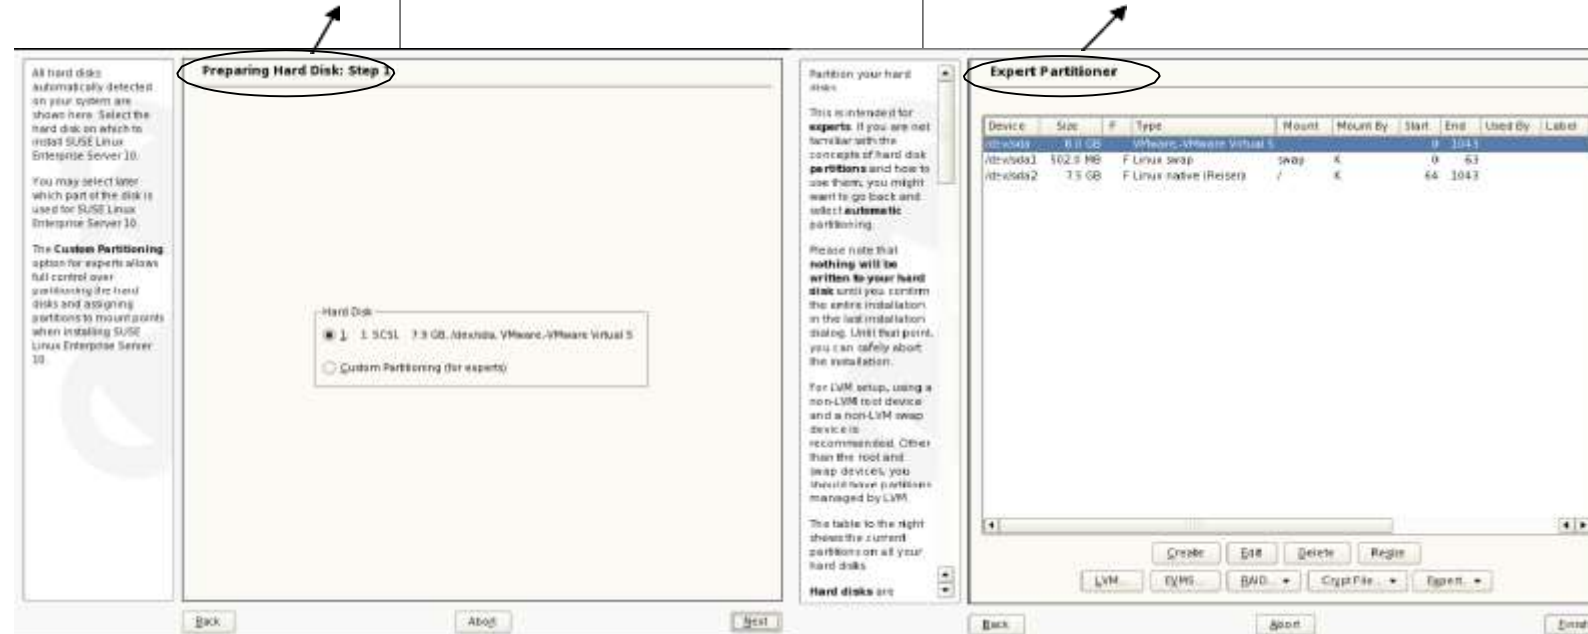 All hard disks
automatically detected
on your system are
shown here. Select the
hard disk on which to
install SUSE Linux
Enterprise Server 10.
You may select later
which part of the disk is
used for SUSE Linux
Enterprise Server 10.
The Custom Partitioning
option for experts allows
full control over
partitioning the hard
disks and assigning
partitions to mount points
when installing SUSE
Linux Enterprise Server
10.
Preparing Hard Disk: Step 1
Hard Disk
1: 1. SCSI, 7.9 GB, /dev/sda, VMware,-VMware Virtual S
Custom Partitioning (for experts)
Back
Abort
Next
Partition your hard
disks
This is intended for
experts. If you are not
familiar with the
concepts of hard disk
partitions and how to
use them, you might
want to go back and
select automatic
partitioning.
Please note that
nothing will be
written to your hard
disk until you confirm
the entire installation
in the last installation
dialog. Until that point,
you can safely abort
the installation.
For LVM setup, using a
non-LVM root device
and a non-LVM swap
device is
recommended. Other
than the root and
swap devices, you
should have partitions
managed by LVM.
The table to the right
shows the current
partitions on all your
hard disks.
Hard disks are
Expert Partitioner
Device Size F Type Mount Mount By Start End Used By Label
/dev/sda 8.0 GB VMware,-VMware Virtual S 0 1043
/dev/sda1 502.0 MB F Linux swap swap K 0 63
/dev/sda2 7.5 GB F Linux native (Reiser) / K 64 1043
Create Edit Delete Resize
LVM... EVMS... RAID... Crypt File... Expert...
Back
Abort
Finish